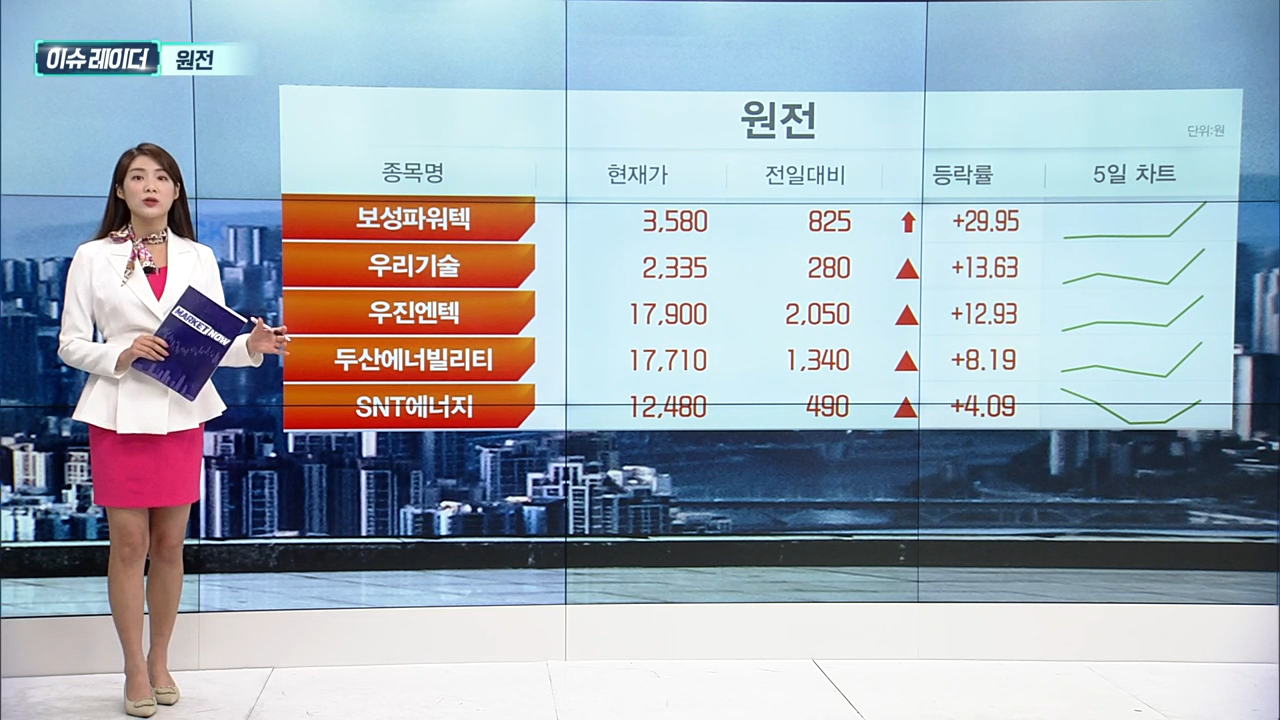 이슈 레이더 원전
원전
단위:원
종목명 현재가 전일대비 등락률 5일 차트
보성파워텍 3,580 825 +29.95
우리기술 2,335 280 ▲ +13.63
우진엔텍 17,900 2,050 ▲ +12.93
두산에너빌리티 17,710 1,340 ▲ +8.19
SNT에너지 12,480 490 ▲ +4.09
MARKET NOW